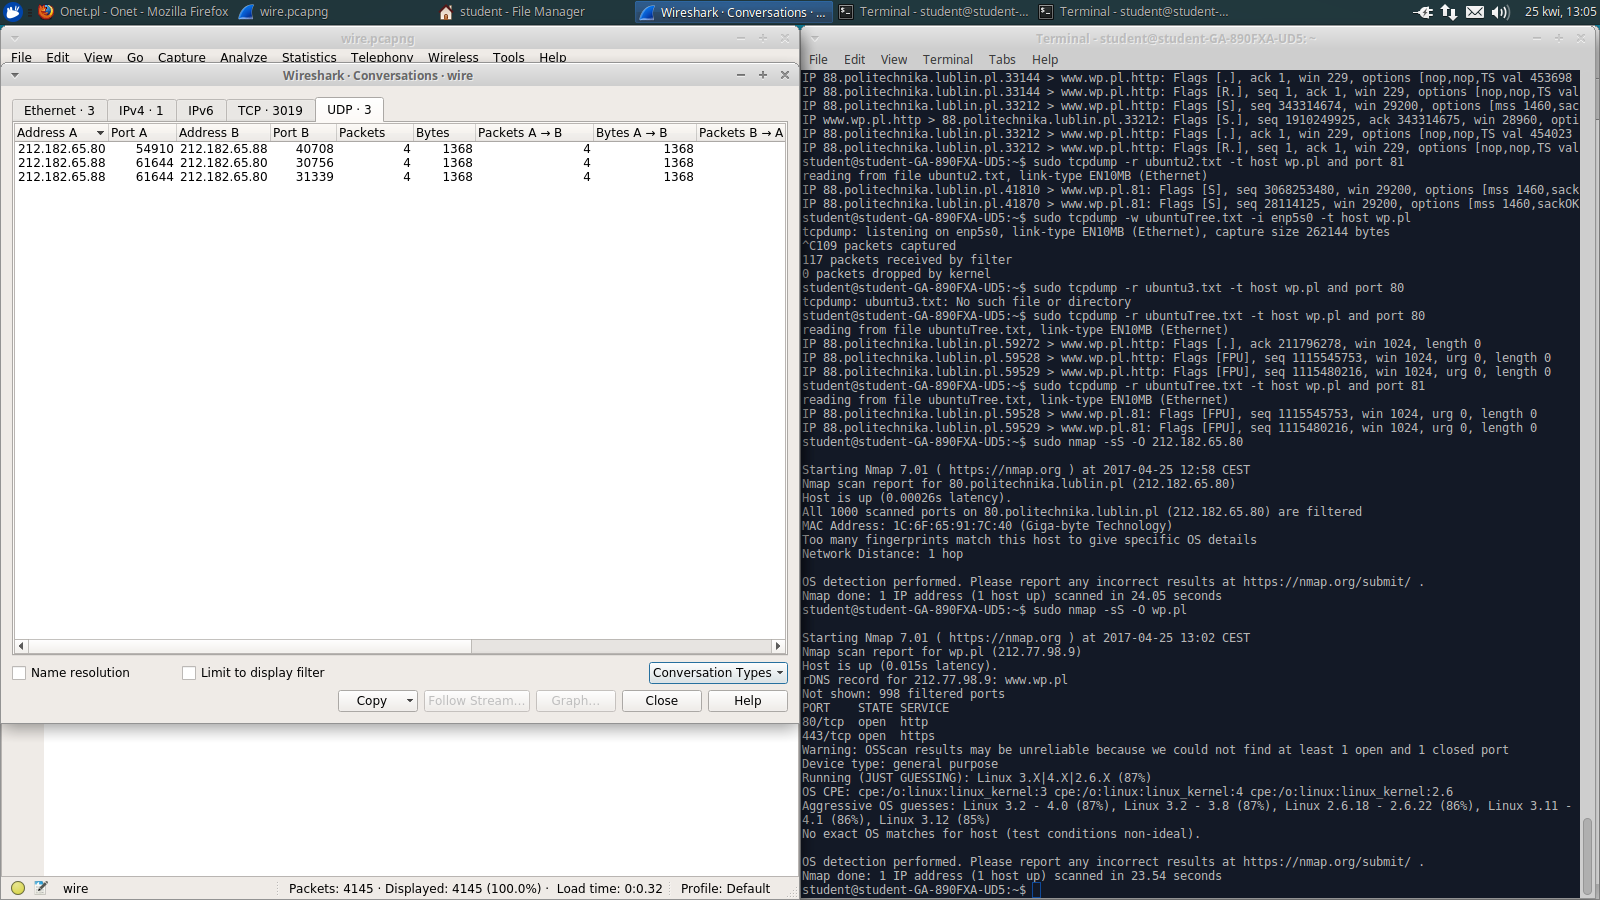 Onet.pl - Onet - Mozilla Firefox
wire.pcapng
student - File Manager
Wireshark · Conversations · ...
Terminal - student@student-...
Terminal - student@student-...
25 kwi, 13:05
wire.pcapng
File Edit View Go Capture Analyze Statistics Telephony Wireless Tools Help
Wireshark · Conversations · wire
Ethernet · 3 IPv4 · 1 IPv6 TCP · 3019 UDP · 3
Address A Port A Address B Port B Packets Bytes Packets A → B Bytes A → B Packets B → A
212.182.65.80 54910 212.182.65.88 40708 4 1368 4 1368
212.182.65.88 61644 212.182.65.80 30756 4 1368 4 1368
212.182.65.88 61644 212.182.65.80 31339 4 1368 4 1368
Name resolution
Limit to display filter
Conversation Types
Copy Follow Stream... Graph... Close Help
wire
Packets: 4145 · Displayed: 4145 (100.0%) · Load time: 0:0.32
Profile: Default
Terminal - student@student-GA-890FXA-UD5: ~
File Edit View Terminal Tabs Help
IP 88.politechnika.lublin.pl.33144 > www.wp.pl.http: Flags [.], ack 1, win 229, options [nop,nop,TS val 453698
IP 88.politechnika.lublin.pl.33144 > www.wp.pl.http: Flags [R.], seq 1, ack 1, win 229, options [nop,nop,TS val
IP 88.politechnika.lublin.pl.33212 > www.wp.pl.http: Flags [S], seq 343314674, win 29200, options [mss 1460,sac
IP www.wp.pl.http > 88.politechnika.lublin.pl.33212: Flags [S.], seq 1910249925, ack 343314675, win 28960, opti
IP 88.politechnika.lublin.pl.33212 > www.wp.pl.http: Flags [.], ack 1, win 229, options [nop,nop,TS val 454023
IP 88.politechnika.lublin.pl.33212 > www.wp.pl.http: Flags [R.], seq 1, ack 1, win 229, options [nop,nop,TS val
student@student-GA-890FXA-UD5:~$ sudo tcpdump -r ubuntu2.txt -t host wp.pl and port 81
reading from file ubuntu2.txt, link-type EN10MB (Ethernet)
IP 88.politechnika.lublin.pl.41810 > www.wp.pl.81: Flags [S], seq 3068253480, win 29200, options [mss 1460,sack
IP 88.politechnika.lublin.pl.41870 > www.wp.pl.81: Flags [S], seq 28114125, win 29200, options [mss 1460,sackOK
student@student-GA-890FXA-UD5:~$ sudo tcpdump -w ubuntuTree.txt -i enp5s0 -t host wp.pl
tcpdump: listening on enp5s0, link-type EN10MB (Ethernet), capture size 262144 bytes
^C109 packets captured
117 packets received by filter
0 packets dropped by kernel
student@student-GA-890FXA-UD5:~$ sudo tcpdump -r ubuntu3.txt -t host wp.pl and port 80
tcpdump: ubuntu3.txt: No such file or directory
student@student-GA-890FXA-UD5:~$ sudo tcpdump -r ubuntuTree.txt -t host wp.pl and port 80
reading from file ubuntuTree.txt, link-type EN10MB (Ethernet)
IP 88.politechnika.lublin.pl.59272 > www.wp.pl.http: Flags [.], ack 211796278, win 1024, length 0
IP 88.politechnika.lublin.pl.59528 > www.wp.pl.http: Flags [FPU], seq 1115545753, win 1024, urg 0, length 0
IP 88.politechnika.lublin.pl.59529 > www.wp.pl.http: Flags [FPU], seq 1115480216, win 1024, urg 0, length 0
student@student-GA-890FXA-UD5:~$ sudo tcpdump -r ubuntuTree.txt -t host wp.pl and port 81
reading from file ubuntuTree.txt, link-type EN10MB (Ethernet)
IP 88.politechnika.lublin.pl.59528 > www.wp.pl.81: Flags [FPU], seq 1115545753, win 1024, urg 0, length 0
IP 88.politechnika.lublin.pl.59529 > www.wp.pl.81: Flags [FPU], seq 1115480216, win 1024, urg 0, length 0
student@student-GA-890FXA-UD5:~$ sudo nmap -sS -O 212.182.65.80
Starting Nmap 7.01 ( https://nmap.org ) at 2017-04-25 12:58 CEST
Nmap scan report for 80.politechnika.lublin.pl (212.182.65.80)
Host is up (0.00026s latency).
All 1000 scanned ports on 80.politechnika.lublin.pl (212.182.65.80) are filtered
MAC Address: 1C:6F:65:91:7C:40 (Giga-byte Technology)
Too many fingerprints match this host to give specific OS details
Network Distance: 1 hop
OS detection performed. Please report any incorrect results at https://nmap.org/submit/ .
Nmap done: 1 IP address (1 host up) scanned in 24.05 seconds
student@student-GA-890FXA-UD5:~$ sudo nmap -sS -O wp.pl
Starting Nmap 7.01 ( https://nmap.org ) at 2017-04-25 13:02 CEST
Nmap scan report for wp.pl (212.77.98.9)
Host is up (0.015s latency).
rDNS record for 212.77.98.9: www.wp.pl
Not shown: 998 filtered ports
PORT STATE SERVICE
80/tcp open http
443/tcp open https
Warning: OSScan results may be unreliable because we could not find at least 1 open and 1 closed port
Device type: general purpose
Running (JUST GUESSING): Linux 3.X|4.X|2.6.X (87%)
OS CPE: cpe:/o:linux:linux_kernel:3 cpe:/o:linux:linux_kernel:4 cpe:/o:linux:linux_kernel:2.6
Aggressive OS guesses: Linux 3.2 - 4.0 (87%), Linux 3.2 - 3.8 (87%), Linux 2.6.18 - 2.6.22 (86%), Linux 3.11 -
4.1 (86%), Linux 3.12 (85%)
No exact OS matches for host (test conditions non-ideal).
OS detection performed. Please report any incorrect results at https://nmap.org/submit/ .
Nmap done: 1 IP address (1 host up) scanned in 23.54 seconds
student@student-GA-890FXA-UD5:~$